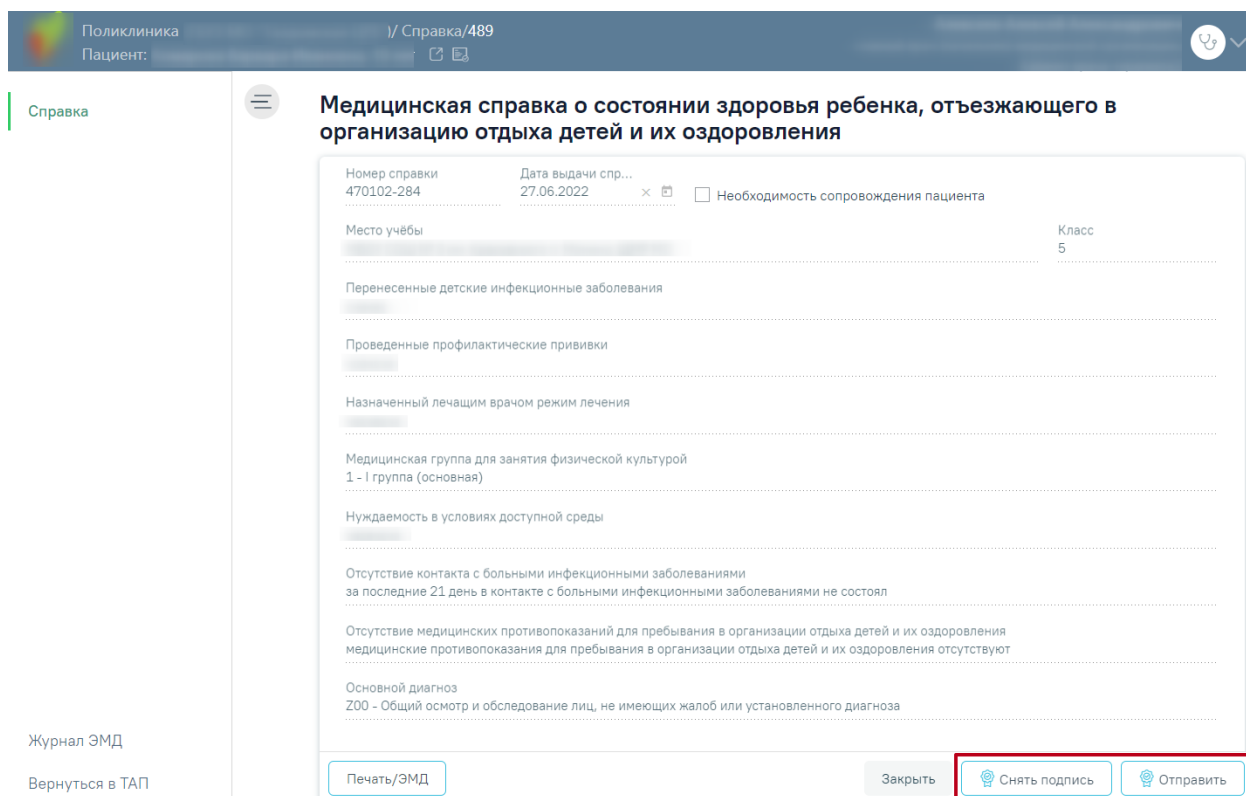 Поликлиника )/ Справка/489
Пациент:
Справка
Медицинская справка о состоянии здоровья ребенка, отъезжающего в
организацию отдыха детей и их оздоровления
Номер справки Дата выдачи спр...
470102-284 27.06.2022 Необходимость сопровождения пациента
Место учёбы Класс
5
Перенесенные детские инфекционные заболевания
Проведенные профилактические прививки
Назначенный лечащим врачом режим лечения
Медицинская группа для занятия физической культурой
1 - I группа (основная)
Нуждаемость в условиях доступной среды
Отсутствие контакта с больными инфекционными заболеваниями
за последние 21 день в контакте с больными инфекционными заболеваниями не состоял
Отсутствие медицинских противопоказаний для пребывания в организации отдыха детей и их оздоровления
медицинские противопоказания для пребывания в организации отдыха детей и их оздоровления отсутствуют
Основной диагноз
Z00 - Общий осмотр и обследование лиц, не имеющих жалоб или установленного диагноза
Журнал ЭМД
Вернуться в ТАП
Печать/ЭМД Закрыть Снять подпись Отправить